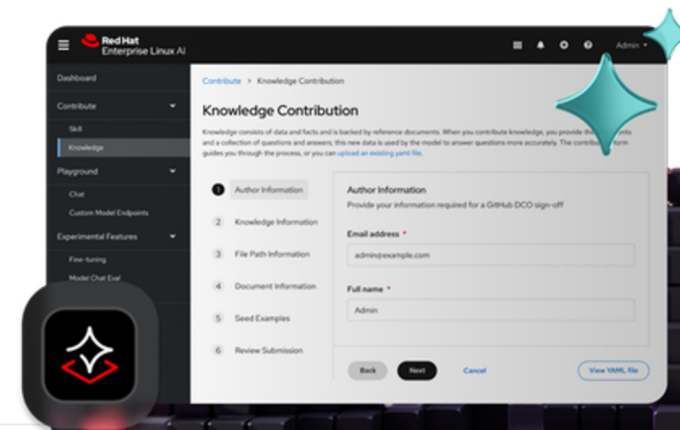 Red Hat
Enterprise Linux AI
Admin
Dashboard
Contribute
Skill
Knowledge
Playground
Chat
Custom Model Endpoints
Experimental Features
Fine-tuning
Model Chat Eval
Contribute > Knowledge Contribution
Knowledge Contribution
Knowledge consists of data and facts and is backed by reference documents. When you contribute knowledge, you provide the
and a collection of questions and answers; this new data is used by the model to answer questions more accurately. The form
guides you through the process, or you can upload an existing yaml file.
1 Author Information
2 Knowledge Information
3 File Path Information
4 Document Information
5 Seed Examples
6 Review Submission
Author Information
Provide your information required for a GitHub DCO sign-off
Email address *
admin@example.com
Full name *
Admin
Back
Next
Cancel
View YAML file